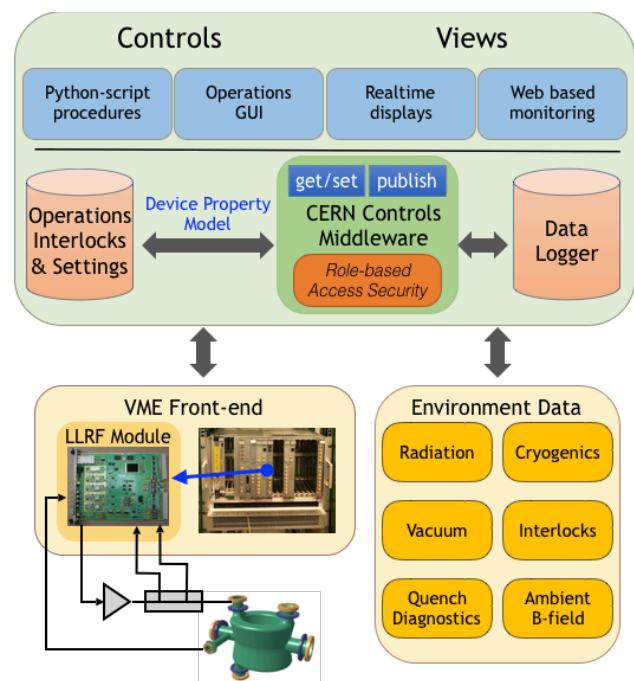 Controls
Views
Python-script
procedures
Operations
GUI
Realtime
displays
Web based
monitoring
Operations
Interlocks
& Settings
Device Property
Model
get/set
publish
CERN Controls
Middleware
Role-based
Access Security
Data
Logger
VME Front-end
LLRF Module
Environment Data
Radiation
Cryogenics
Vacuum
Interlocks
Quench
Diagnostics
Ambient
B-field